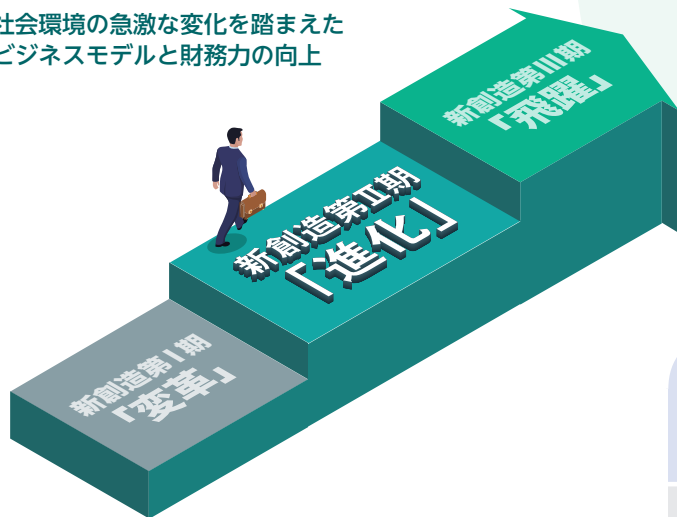 社会環境の急激な変化を踏まえた
ビジネスモデルと財務力の向上
新創造第III期
「飛躍」
新創造第II期
「進化」
新創造第I期
「変革」